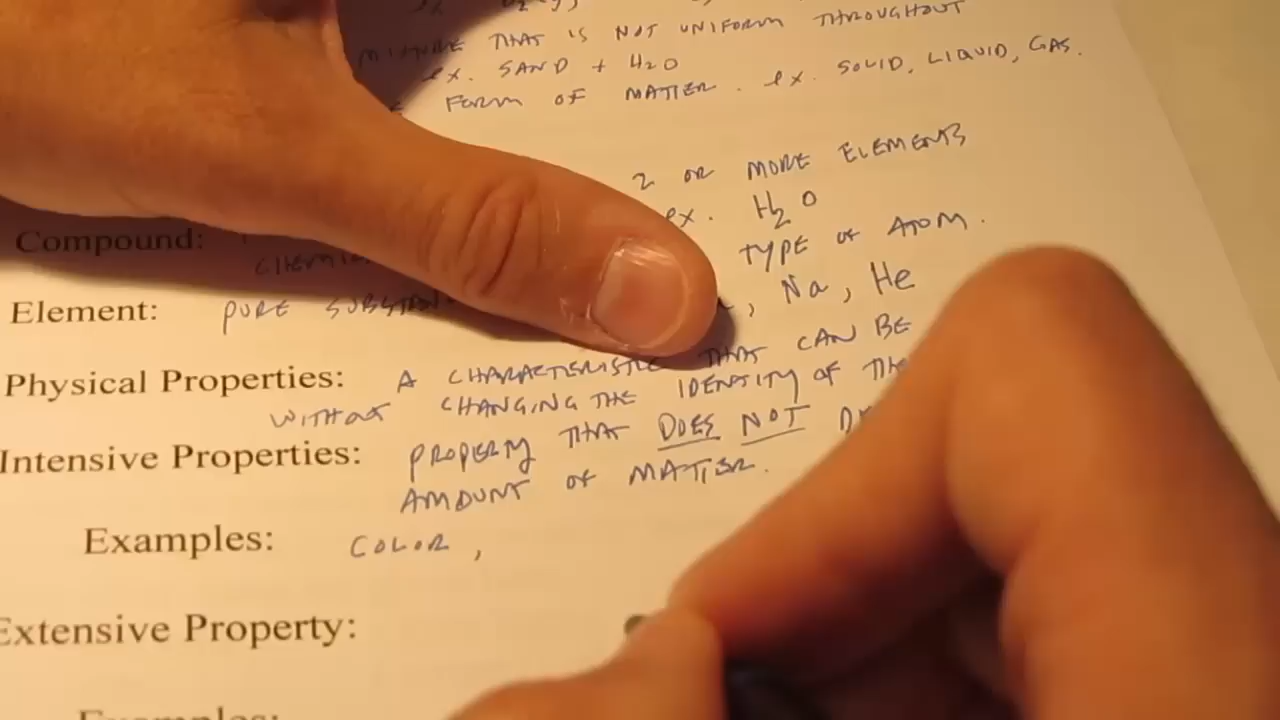 MIXTURE THAT IS NOT UNIFORM THROUGHOUT
ex. SAND + H2O
FORM OF MATTER. ex. SOLID, LIQUID, GAS.
2 OR MORE ELEMENTS
Compound:
ex. H2O
TYPE OF ATOM.
Element: PURE
, Na, He
Physical Properties: A CHARACTERISTIC THAT CAN BE
WITHOUT CHANGING THE IDENTITY OF THE
Intensive Properties: PROPERTY THAT DOES NOT
AMOUNT OF MATTER.
Examples: COLOR,
Extensive Property:
Examples: